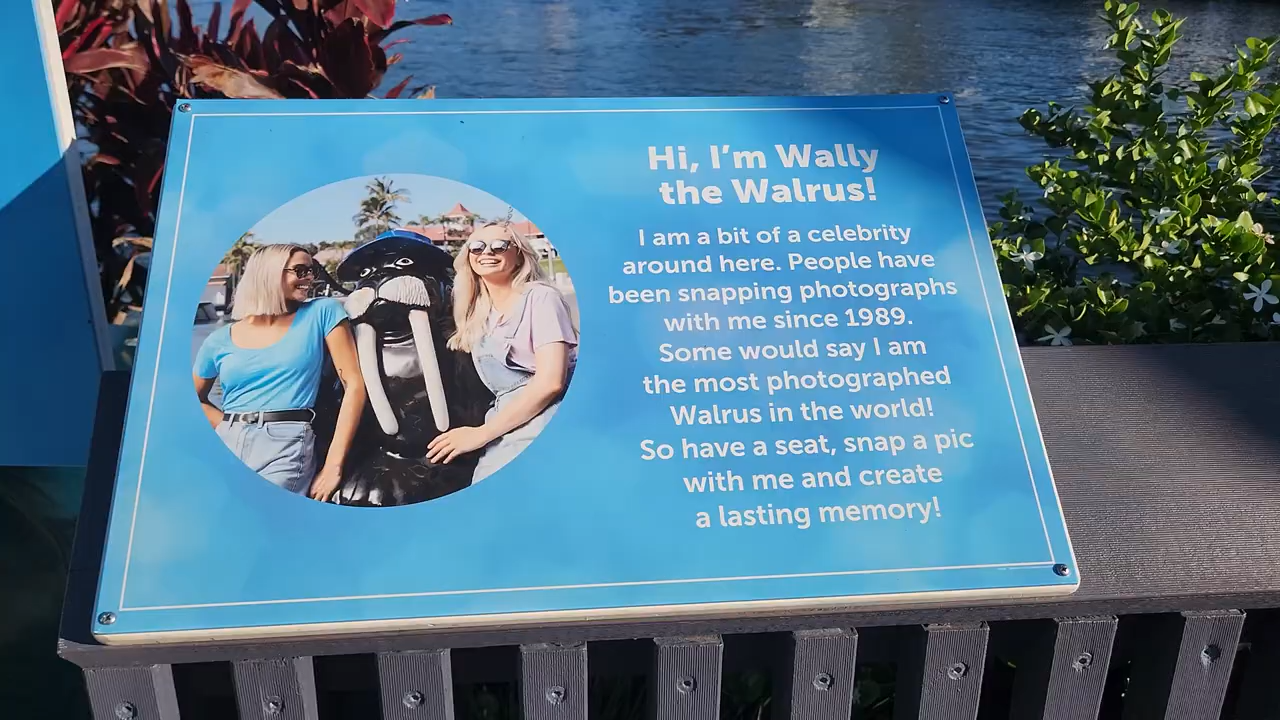 Hi, I'm Wally
the Walrus!
I am a bit of a celebrity
around here. People have
been snapping photographs
with me since 1989.
Some would say I am
the most photographed
Walrus in the world!
So have a seat, snap a pic
with me and create
a lasting memory!